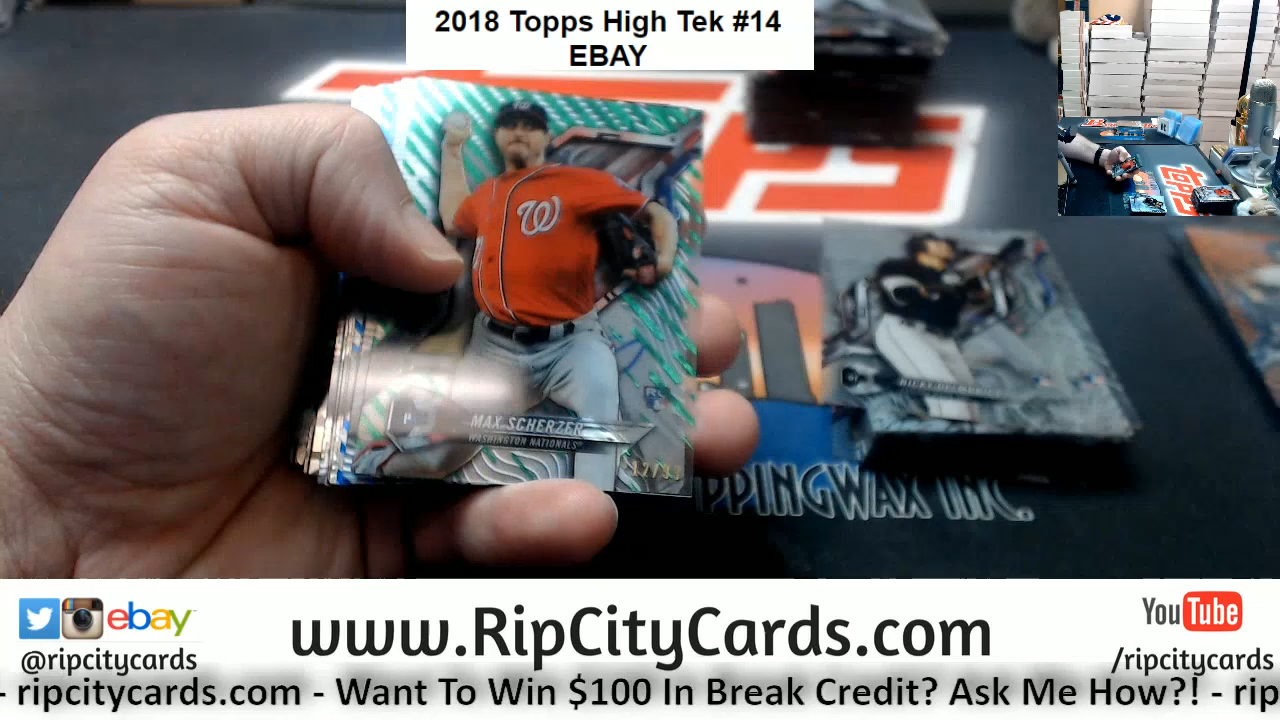 2018 Topps High Tek #14
EBAY
W
MAX SCHERZER
WASHINGTON NATIONALS
TOPPS
PPINGWAX INC.
ebay
@ripcitycards
www.RipCityCards.com
YouTube
/ripcitycards
- ripcitycards.com - Want To Win $100 In Break Credit? Ask Me How?! - rip